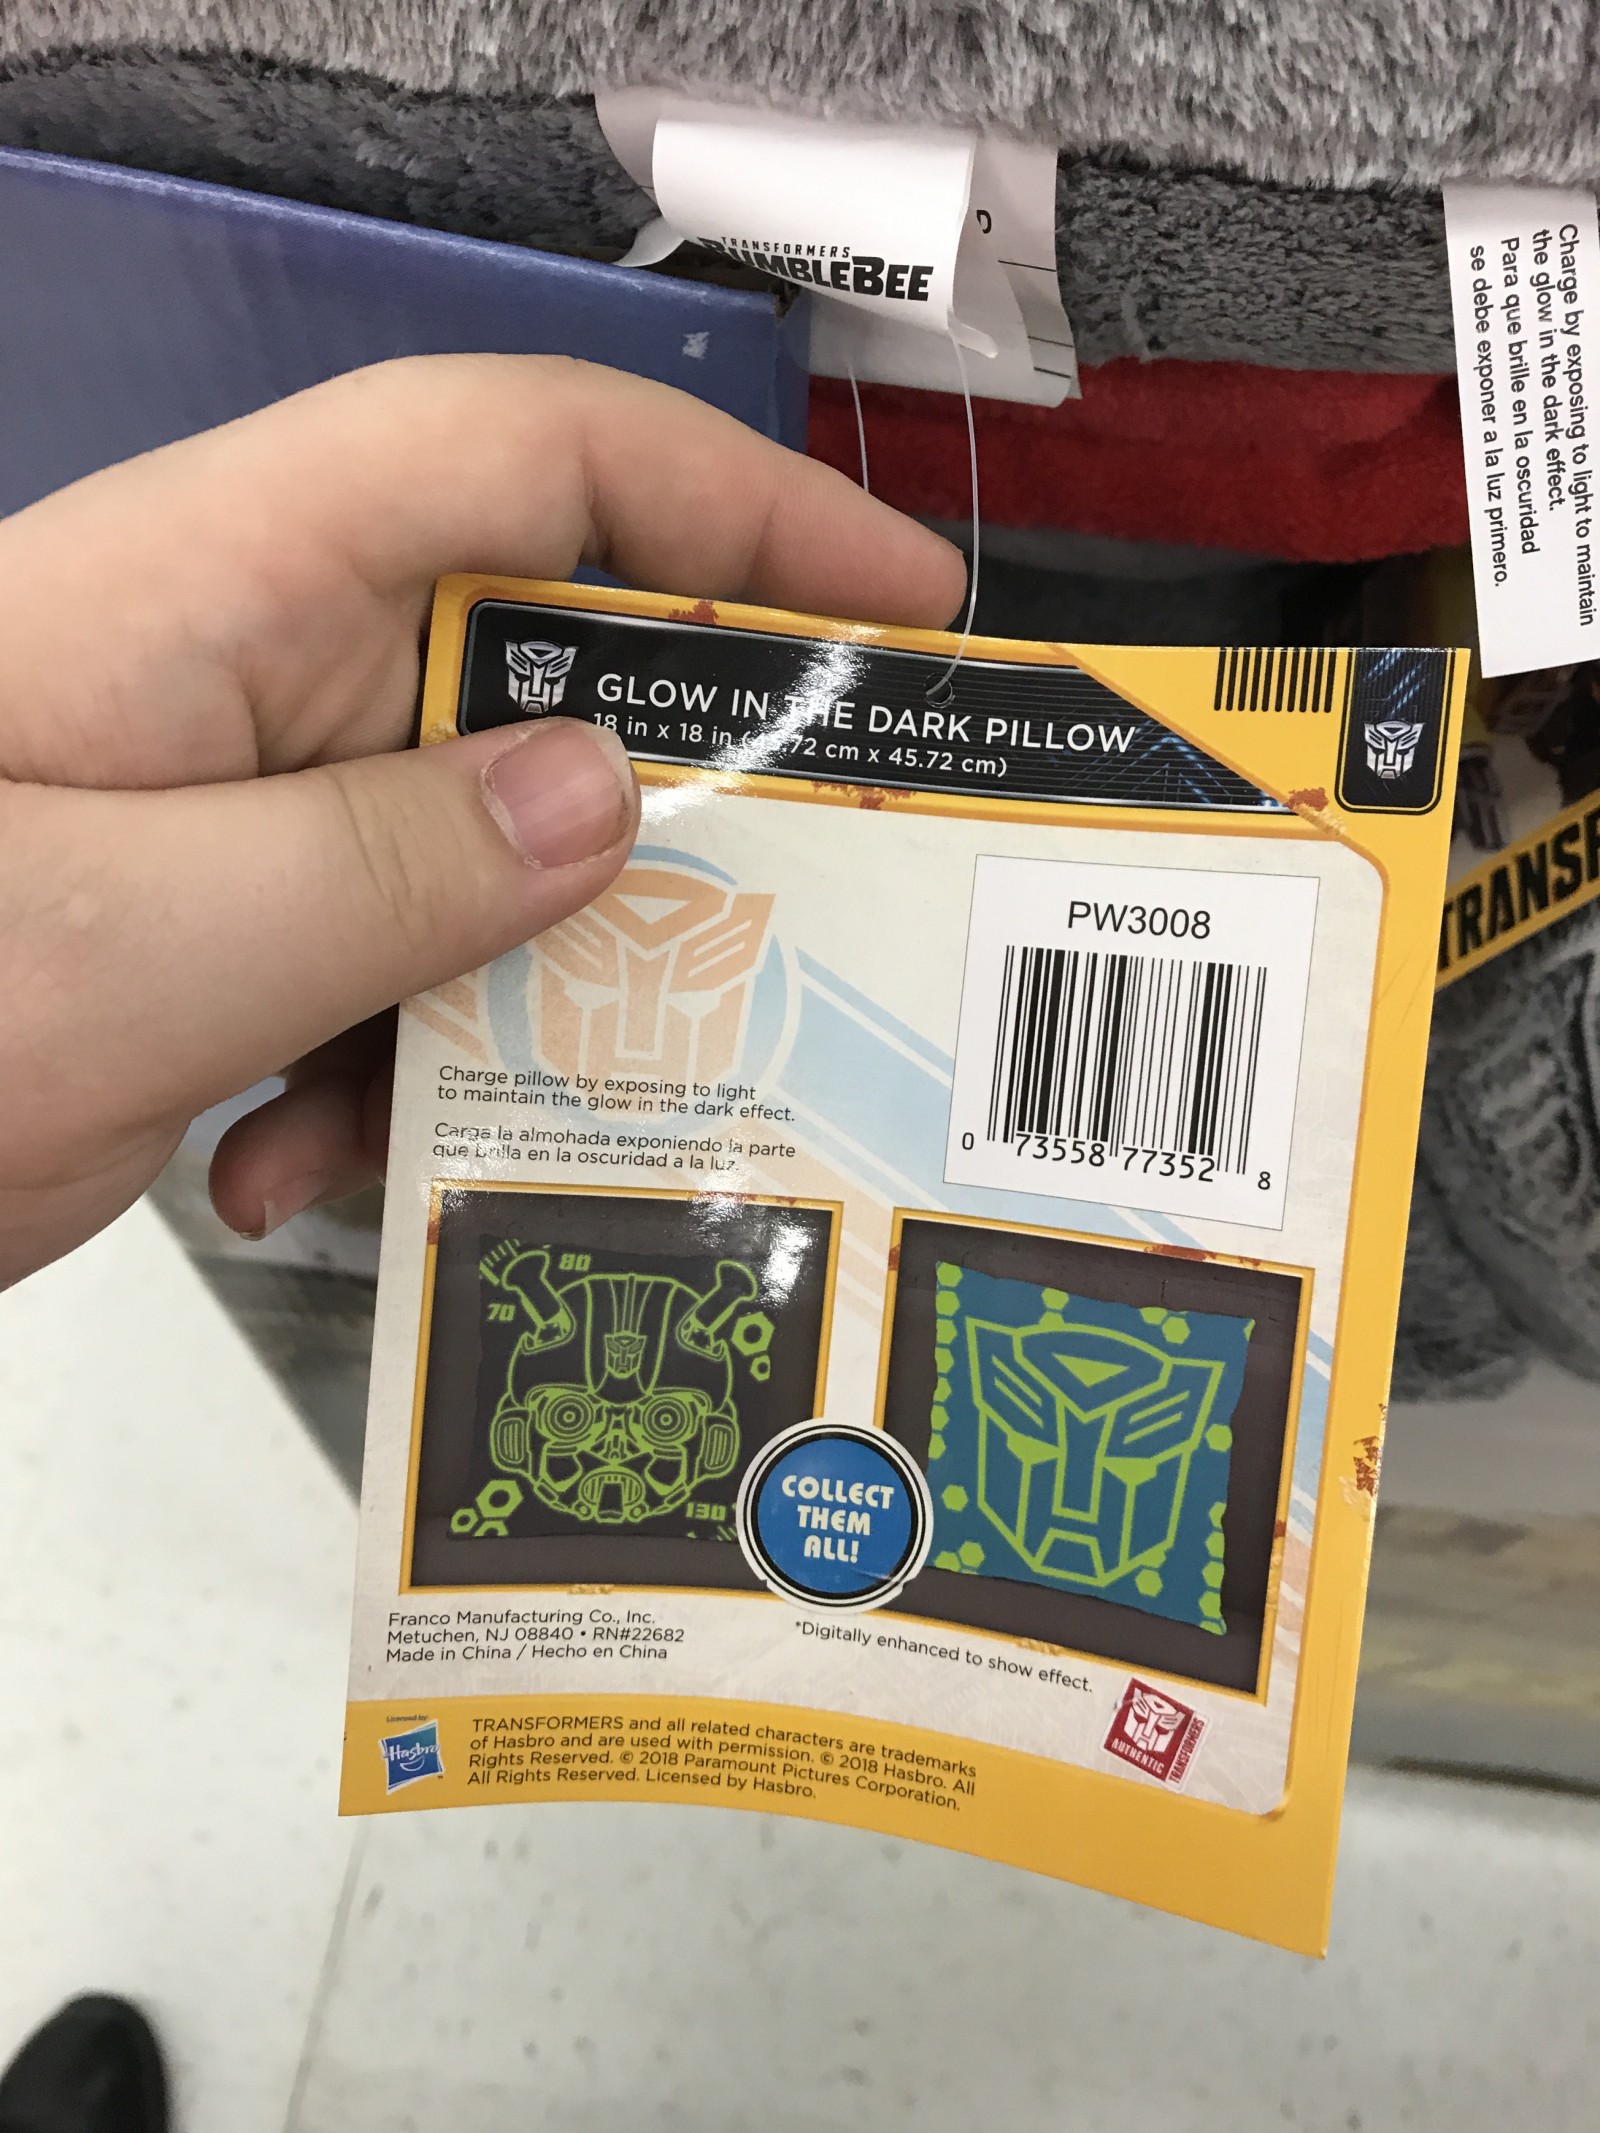 TRANSFORMERS
BUMBLEBEE
D
Charge by exposing to light to maintain
the glow in the dark effect.
Para que brille en la oscuridad
se debe exponer a la luz primero.
GLOW IN THE DARK PILLOW
18 in x 18 in 72 cm x 45.72 cm)
TRANSF
PW3008
0 73558 77352 8
Charge pillow by exposing to light
to maintain the glow in the dark effect.
Carga la almohada exponiendo la parte
que brilla en la oscuridad a la luz.
80
70
130
COLLECT
THEM
ALL!
Franco Manufacturing Co., Inc.
Metuchen, NJ 08840 • RN#22682
Made in China / Hecho en China
*Digitally enhanced to show effect.
Licensed by:
Hasbro
TRANSFORMERS and all related characters are trademarks
of Hasbro and are used with permission. © 2018 Hasbro. All
Rights Reserved. © 2018 Paramount Pictures Corporation.
All Rights Reserved. Licensed by Hasbro.
AUTHENTIC
TRANSFORMERS